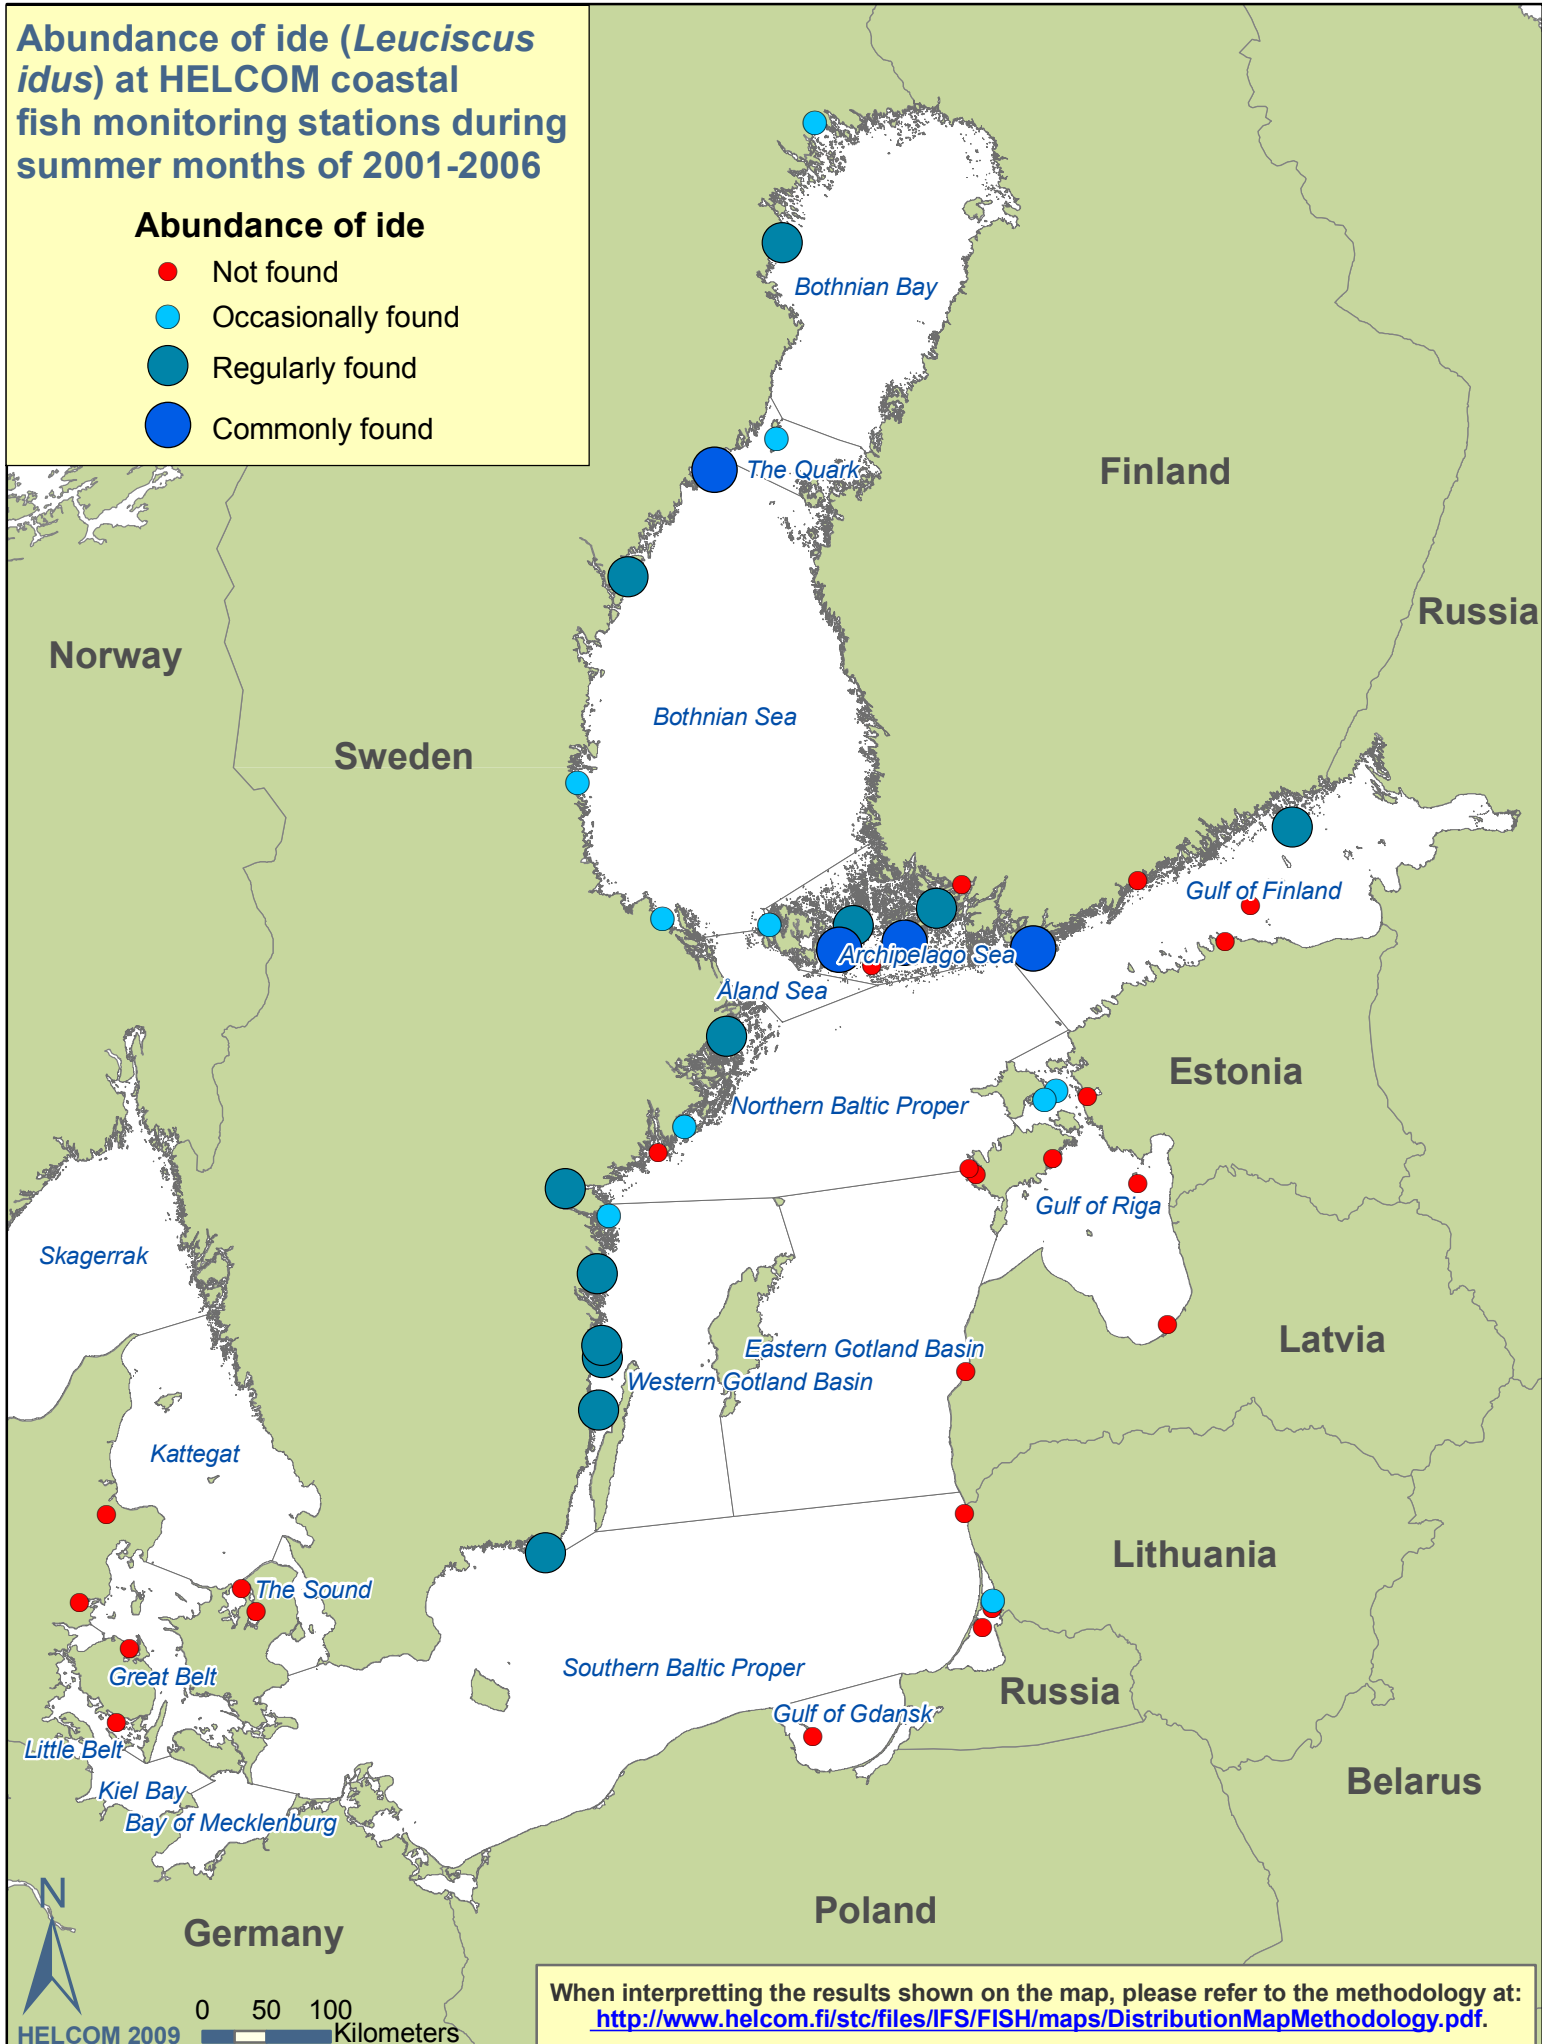 Abundance of ide (Leuciscus
idus) at HELCOM coastal
fish monitoring stations during
summer months of 2001-2006
Abundance of ide
Not found
Occasionally found
Regularly found
Commonly found
Bothnian Bay
The Quark
Finland
Russia
Norway
Bothnian Sea
Sweden
Gulf of Finland
Archipelago Sea
Åland Sea
Estonia
Northern Baltic Proper
Gulf of Riga
Skagerrak
Latvia
Eastern Gotland Basin
Western Gotland Basin
Kattegat
Lithuania
The Sound
Southern Baltic Proper
Great Belt
Russia
Gulf of Gdansk
Little Belt
Kiel Bay
Belarus
Bay of Mecklenburg
N
Poland
Germany
When interpretting the results shown on the map, please refer to the methodology at:
http://www.helcom.fi/stc/files/IFS/FISH/maps/DistributionMapMethodology.pdf.
0 50 100
Kilometers
HELCOM 2009